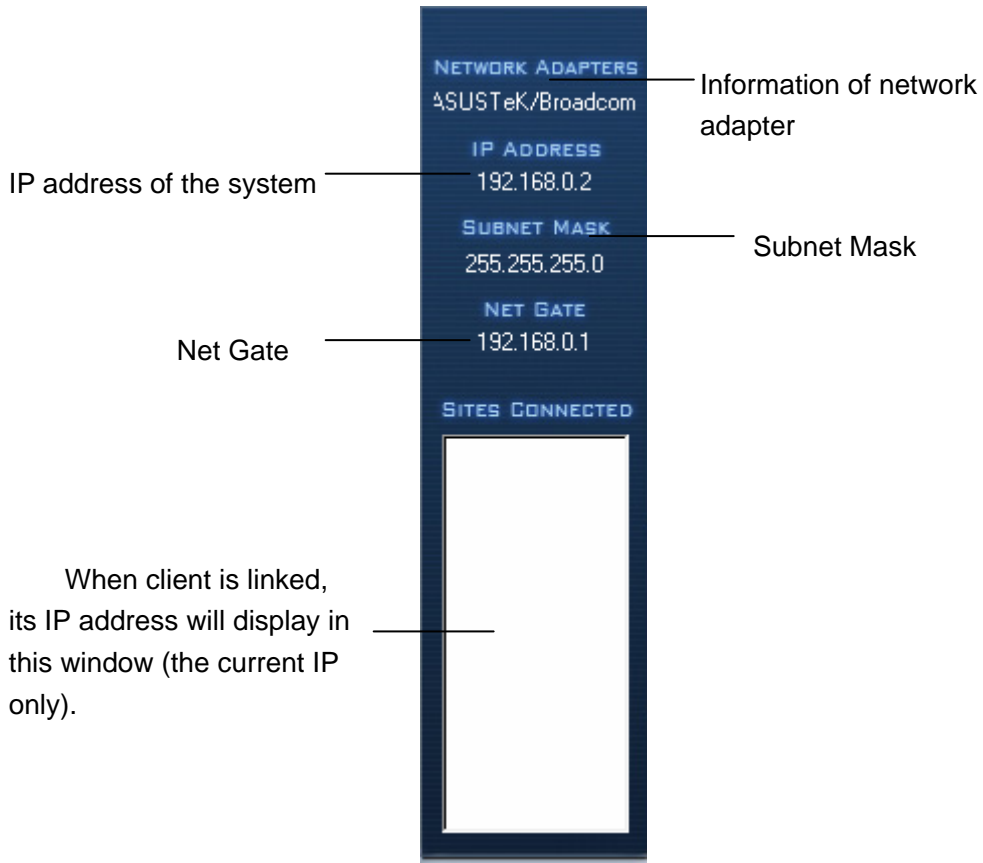 NETWORK ADAPTERS
ASUSTeK/Broadcom
Information of network
adapter
IP ADDRESS
192.168.0.2
IP address of the system
SUBNET MASK
255.255.255.0
Subnet Mask
NET GATE
192.168.0.1
Net Gate
SITES CONNECTED
When client is linked,
its IP address will display in
this window (the current IP
only).